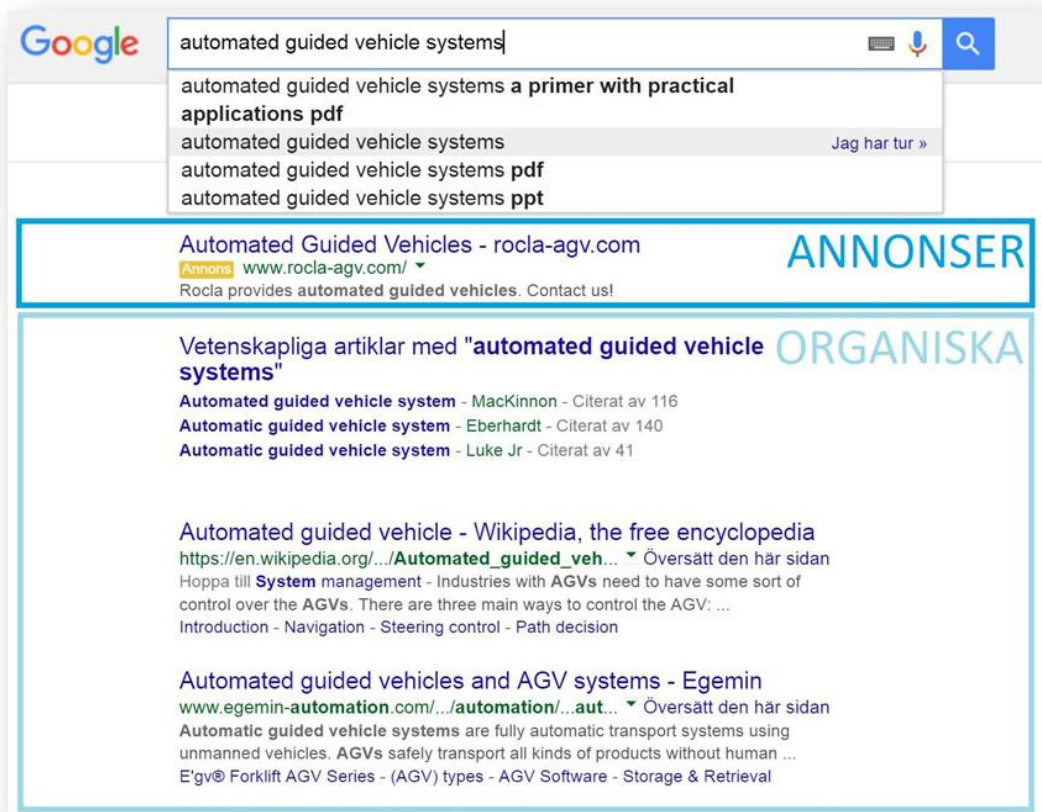 Google
automated guided vehicle systems
automated guided vehicle systems a primer with practical
applications pdf
automated guided vehicle systems
Jag har tur »
automated guided vehicle systems pdf
automated guided vehicle systems ppt
Automated Guided Vehicles - rocla-agv.com
ANNONSER
Annons www.rocla-agv.com/
Rocla provides automated guided vehicles. Contact us!
Vetenskapliga artiklar med "automated guided vehicle
systems"
ORGANISKA
Automated guided vehicle system - MacKinnon - Citerat av 116
Automatic guided vehicle system - Eberhardt - Citerat av 140
Automatic guided vehicle system - Luke Jr - Citerat av 41
Automated guided vehicle - Wikipedia, the free encyclopedia
https://en.wikipedia.org/.../Automated_guided_veh... Översätt den här sidan
Hoppa till System management - Industries with AGVs need to have some sort of
control over the AGVs. There are three main ways to control the AGV: ...
Introduction - Navigation - Steering control - Path decision
Automated guided vehicles and AGV systems - Egemin
www.egemin-automation.com/.../automation/...aut... Översätt den här sidan
Automatic guided vehicle systems are fully automatic transport systems using
unmanned vehicles. AGVs safely transport all kinds of products without human ...
E'gv® Forklift AGV Series - (AGV) types - AGV Software - Storage & Retrieval